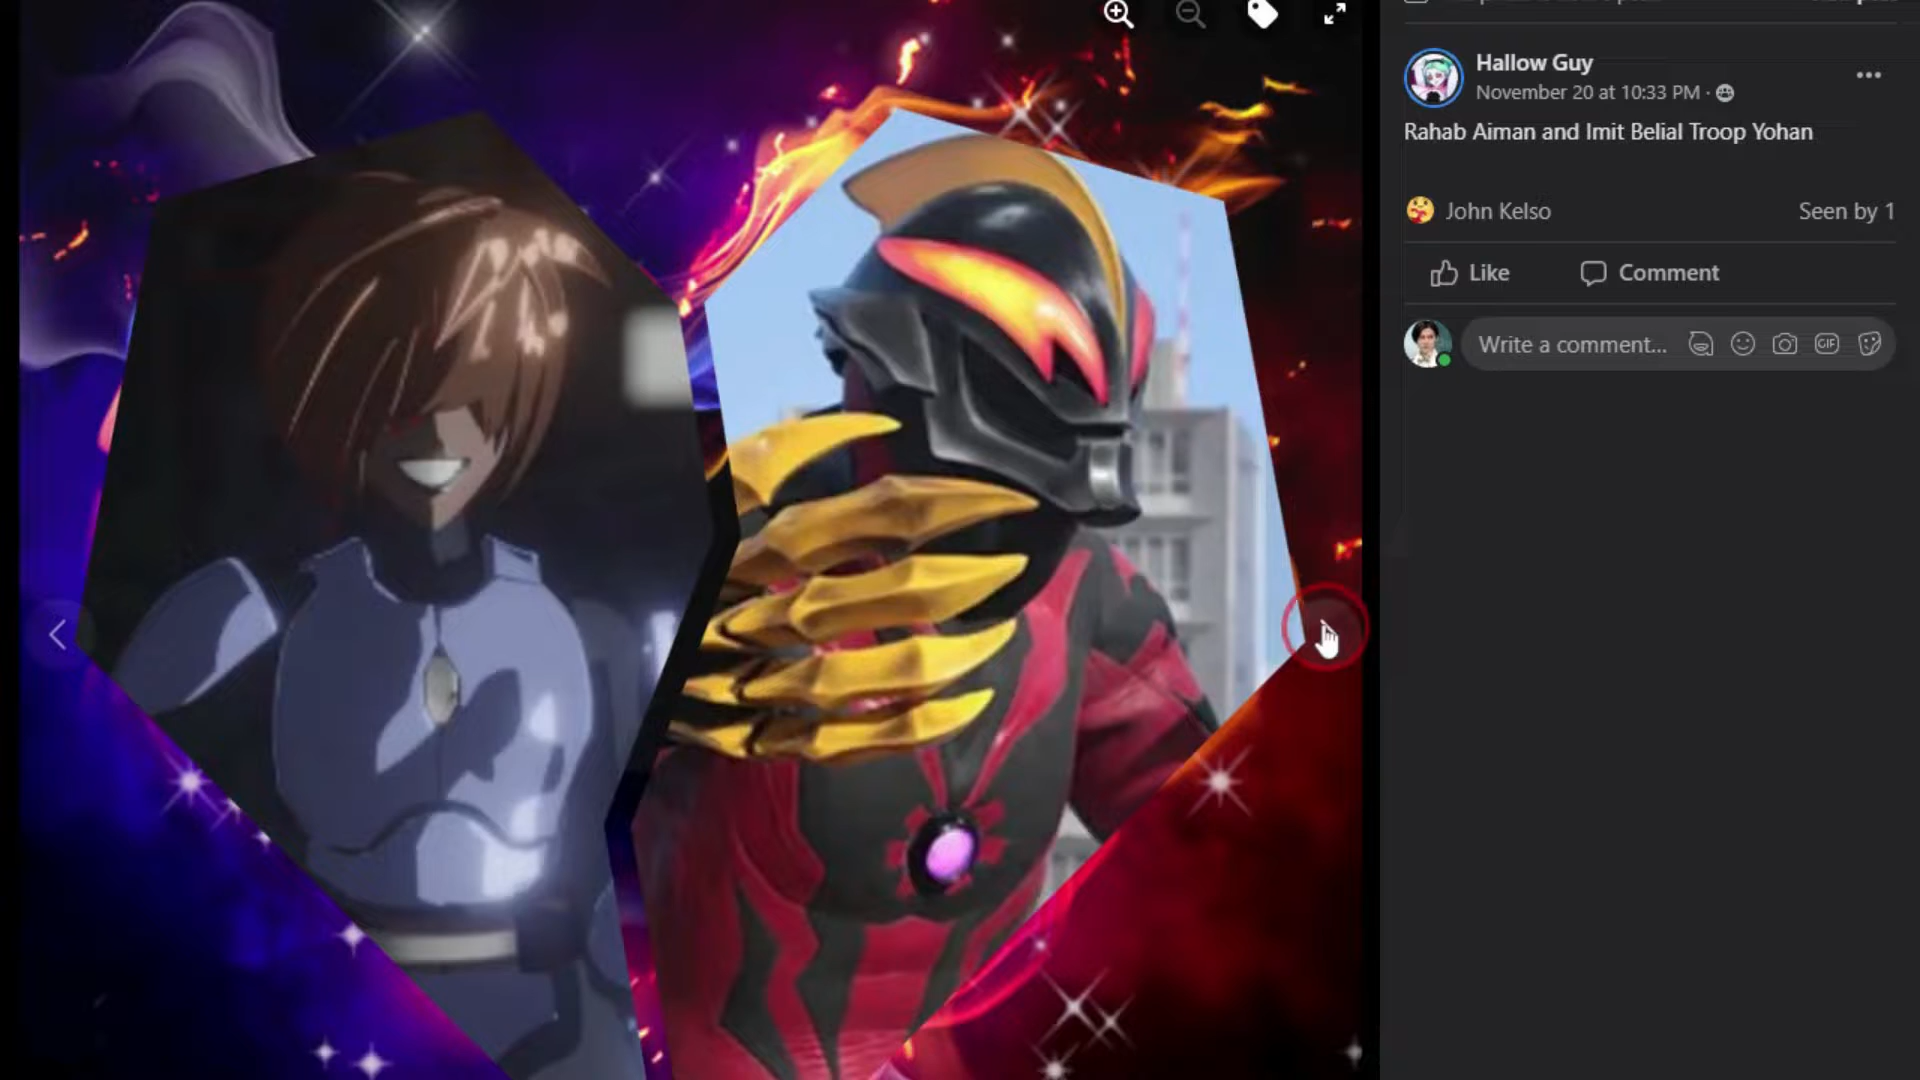 Hallow Guy
November 20 at 10:33 PM ·
Rahab Aiman and Imit Belial Troop Yohan
John Kelso
Seen by 1
Like
Comment
Write a comment...
GIF